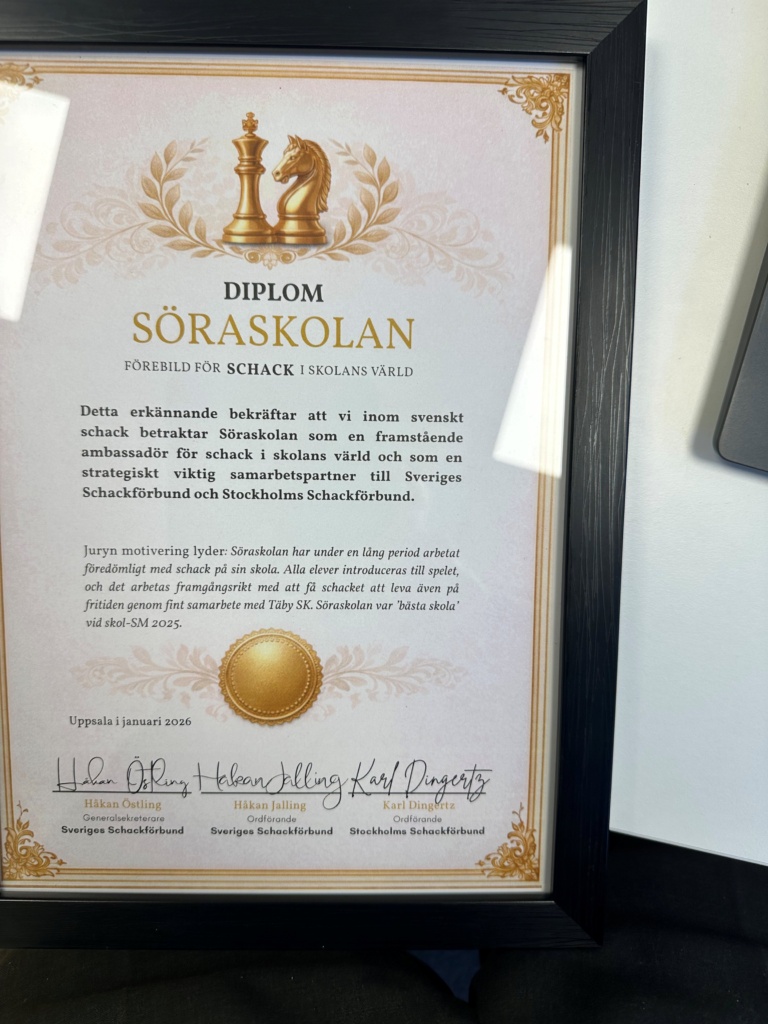 DIPLOM
SÖRASKOLAN
FÖREBILD FÖR SCHACK I SKOLANS VÄRLD
Detta erkännande bekräftar att vi inom svenskt
schack betraktar Söraskolan som en framstående
ambassadör för schack i skolans värld och som en
strategiskt viktig samarbetspartner till Sveriges
Schackförbund och Stockholms Schackförbund.
Juryn motivering lyder: Söraskolan har under en lång period arbetat
föredömligt med schack på sin skola. Alla elever introduceras till spelet,
och det arbetas framgångsrikt med att få schacket att leva även på
fritiden genom fint samarbete med Täby SK. Söraskolan var 'bästa skola'
vid skol-SM 2025.
Uppsala i januari 2026
Håkan Östling Håkan Jalling Karl Dingertz
Håkan Östling Håkan Jalling Karl Dingertz
Generalsekreterare Ordförande Ordförande
Sveriges Schackförbund Sveriges Schackförbund Stockholms Schackförbund